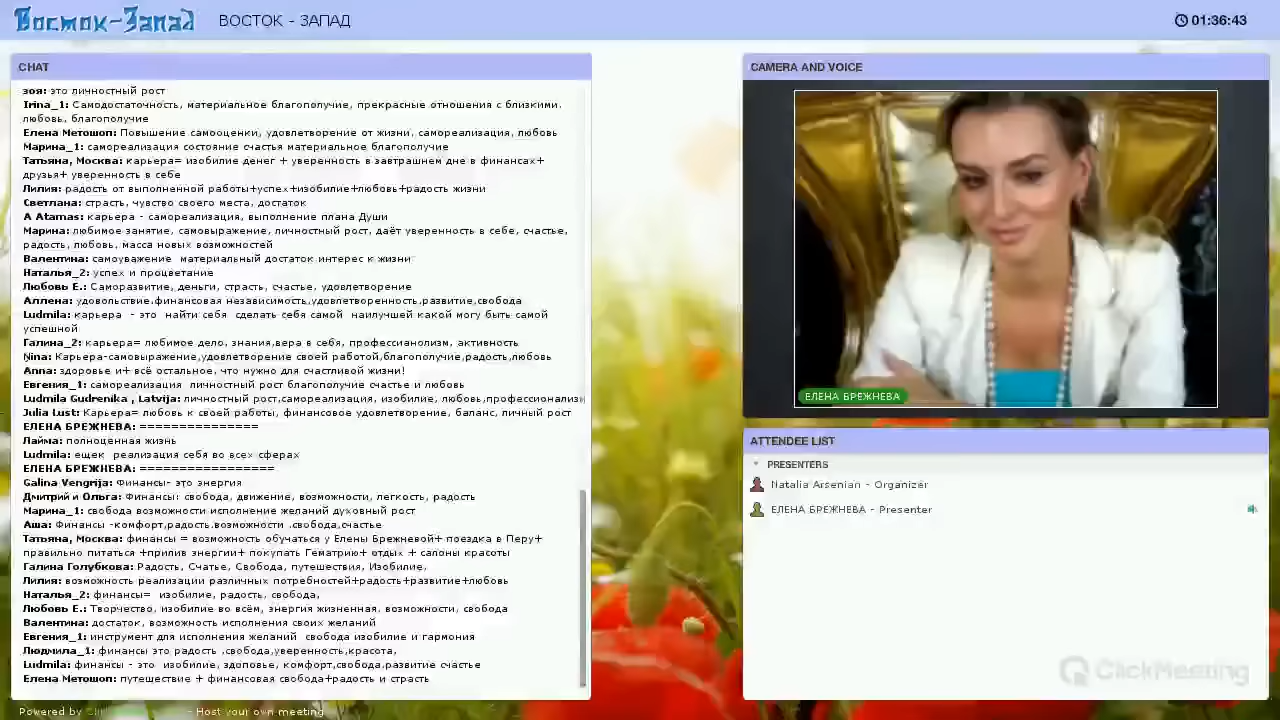 Восток-Запад
ВОСТОК - ЗАПАД
01:36:43
CHAT
зоя: это личностный рост
Irina_1: Самодостаточность, материальное благополучие, прекрасные отношения с близкими.
любовь, благополучие
Елена Метошоп: Повышение самооценки, удовлетворение от жизни, самореализация, любовь
Марина_1: самореализация состояние счастья материальное благополучие
Татьяна, Москва: карьера= изобилие денег + уверенность в завтрашнем дне в финансах+
друзья+ уверенность в себе
Лилия: радость от выполненной работы+успех+изобилие+любовь+радость жизни
Светлана: страсть, чувство своего места, достаток
A Atamas: карьера - самореализация, выполнение плана Души
Марина: любимое занятие, самовыражение, личностный рост, даёт уверенность в себе, счастье,
радость, любовь, масса новых возможностей
Валентина: самоуважение материальный достаток интерес к жизни
Наталья_2: успех и процветание
Любовь Е.: Саморазвитие, деньги, страсть, счастье, удовлетворение
Аллена: удовольствие,финансовая независимость,удовлетворенность,развитие,свобода
Ludmila: карьера - это найти себя сделать себя самой наилучшей какой могу быть самой
успешной
Галина_2: карьера= любимое дело, знания,вера в себя, профессионализм, активность
Nina: Карьера-самовыражение,удовлетворение своей работой,благополучие,радость,любовь
Anna: здоровье и+ всё остальное, что нужно для счастливой жизни!
Евгения_1: самореализация личностный рост благополучие счастье и любовь
Ludmila Gudrenika , Latvija: личностный рост,самореализация, изобилие, любовь,профессионализ
Julia Lust: Карьера= любовь к своей работы, финансовое удовлетворение, баланс, личный рост
ЕЛЕНА БРЕЖНЕВА: ===============
Лайма: полноценная жизнь
Ludmila: ещек реализация себя во всех сферах
ЕЛЕНА БРЕЖНЕВА: =================
Galina Vengrija: Финансы- это энергия
Дмитрий и Ольга: Финансы: свобода, движение, возможности, легкость, радость
Марина_1: свобода возможности исполнение желаний духовный рост
Аша: Финансы -комфорт,радость.возможности .свобода,счастье
Татьяна, Москва: финансы = возможность обучаться у Елены Брежневой+ поездка в Перу+
правильно питаться +прилив энергии+ покупать Гематрию+ отдых + салоны красоты
Галина Голубкова: Радость, Счатье, Свобода, путешествия, Изобилие,
Лилия: возможность реализации различных потребностей+радость+развитие+любовь
Наталья_2: финансы= изобилие, радость, свобода,
Любовь Е.: Творчество, изобилие во всём, энергия жизненная, возможности, свобода
Валентина: достаток, возможность исполнения своих желаний
Евгения_1: инструмент для исполнения желаний свобода изобилие и гармония
Людмила_1: финансы это радость ,свобода,уверенность,красота,
Ludmila: финансы - это изобилие, здоповье, комфорт,свобода,развитие счастье
Елена Метошоп: путешествие + финансовая свобода+радость и страсть
Powered by - Host your own meeting
CAMERA AND VOICE
ЕЛЕНА БРЕЖНЕВА
ATTENDEE LIST
PRESENTERS
Natalia Arsenian - Organizer
ЕЛЕНА БРЕЖНЕВА - Presenter
ClickMeeting